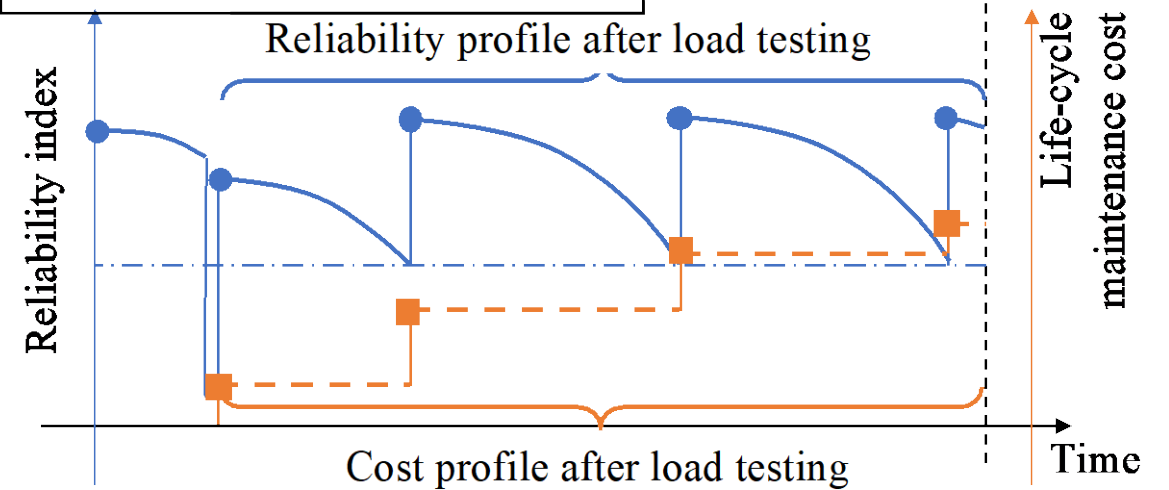 Reliability profile after load testing
Reliability index
Life-cycle
maintenance cost
Time
Cost profile after load testing